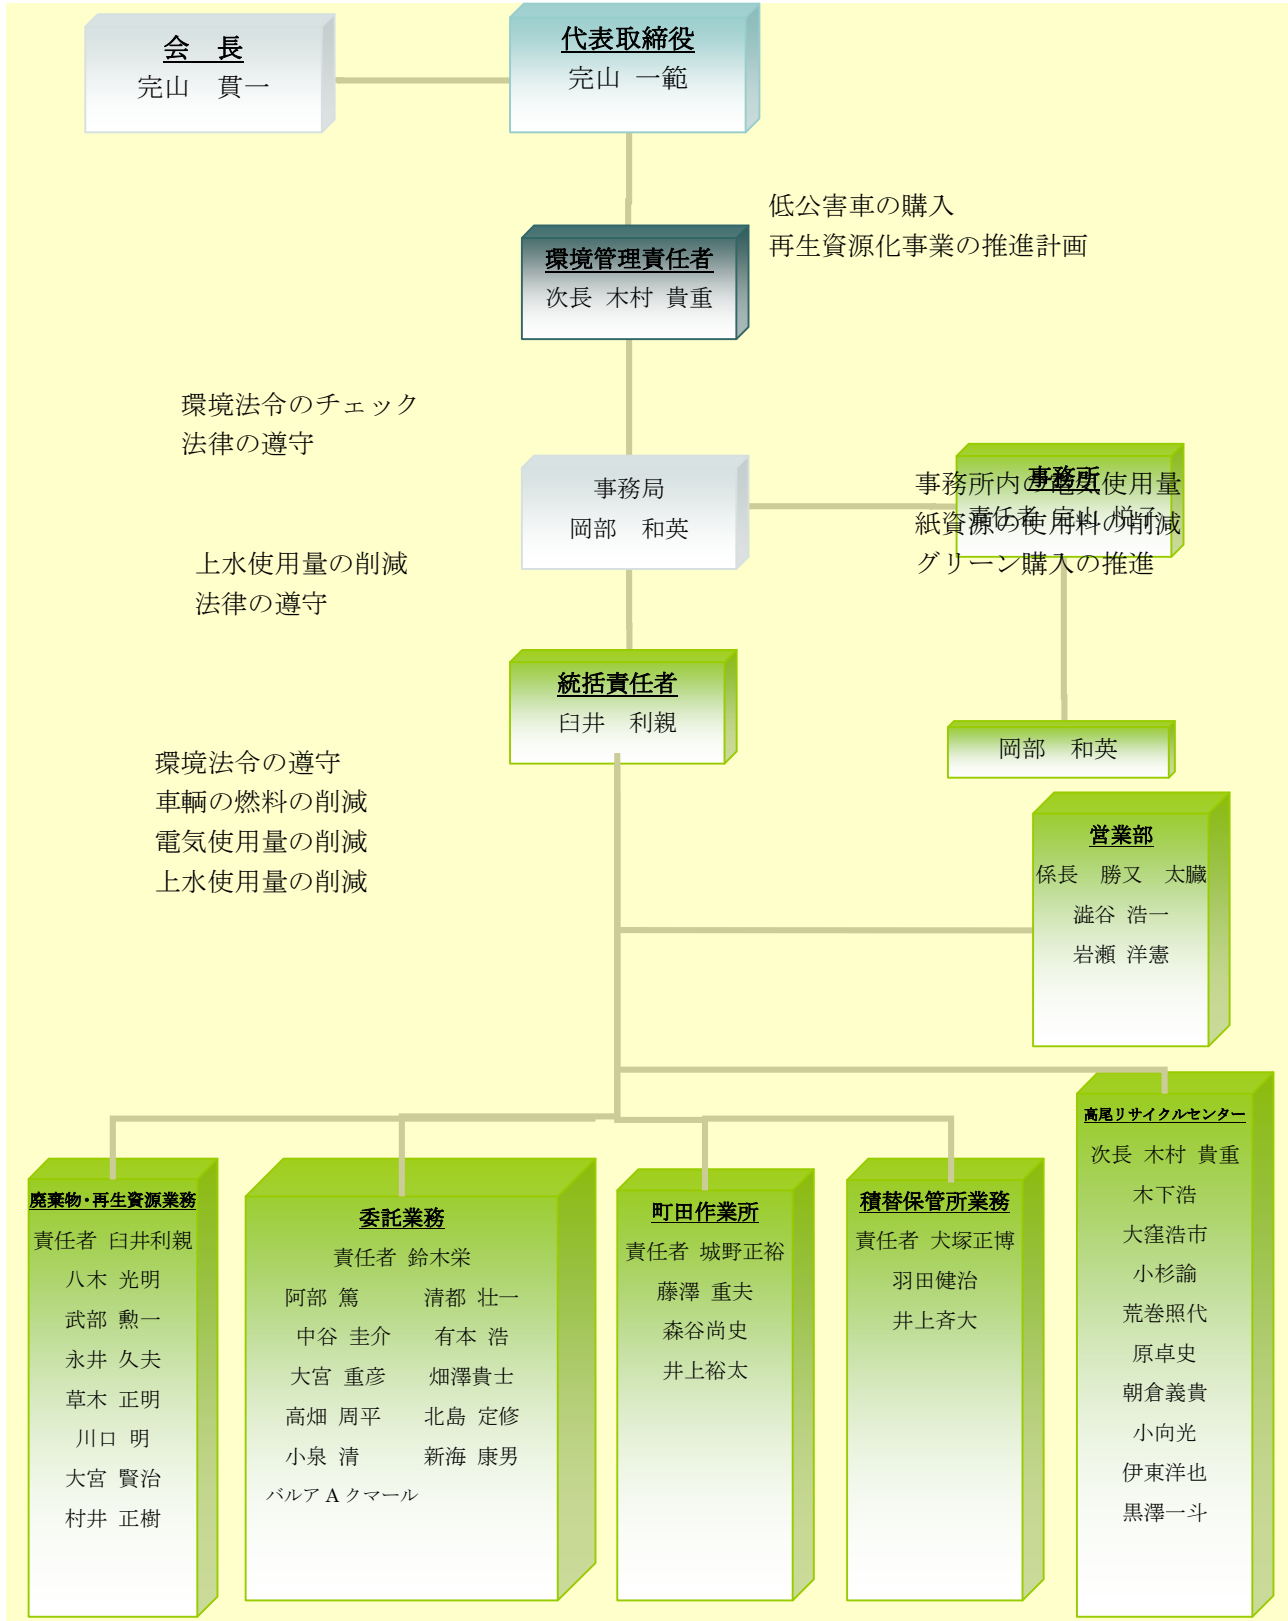 会　長
完山　貫一
代表取締役
完山 一範
低公害車の購入
再生資源化事業の推進計画
環境管理責任者
次長 木村 貴重
環境法令のチェック
法律の遵守
事務局
岡部　和英
事務所
責任者 完山 悦子
事務所内の電気使用量
紙資源の使用料の削減
グリーン購入の推進
上水使用量の削減
法律の遵守
統括責任者
臼井　利親
岡部　和英
環境法令の遵守
車輌の燃料の削減
電気使用量の削減
上水使用量の削減
営業部
係長　勝又　太臓
澁谷 浩一
岩瀬 洋憲
廃棄物・再生資源業務
責任者 臼井利親
八木 光明
武部 勲一
永井 久夫
草木 正明
川口 明
大宮 賢治
村井 正樹
委託業務
責任者 鈴木栄
阿部 篤　　清都 壮一
中谷 圭介　　有本 浩
大宮 重彦　　畑澤貴士
高畑 周平　　北島 定修
小泉 清　　新海 康男
バルア A クマール
町田作業所
責任者 城野正裕
藤澤 重夫
森谷尚史
井上裕太
積替保管所業務
責任者 犬塚正博
羽田健治
井上斉大
高尾リサイクルセンター
次長 木村 貴重
木下浩
大窪浩市
小杉諭
荒巻照代
原卓史
朝倉義貴
小向光
伊東洋也
黒澤一斗